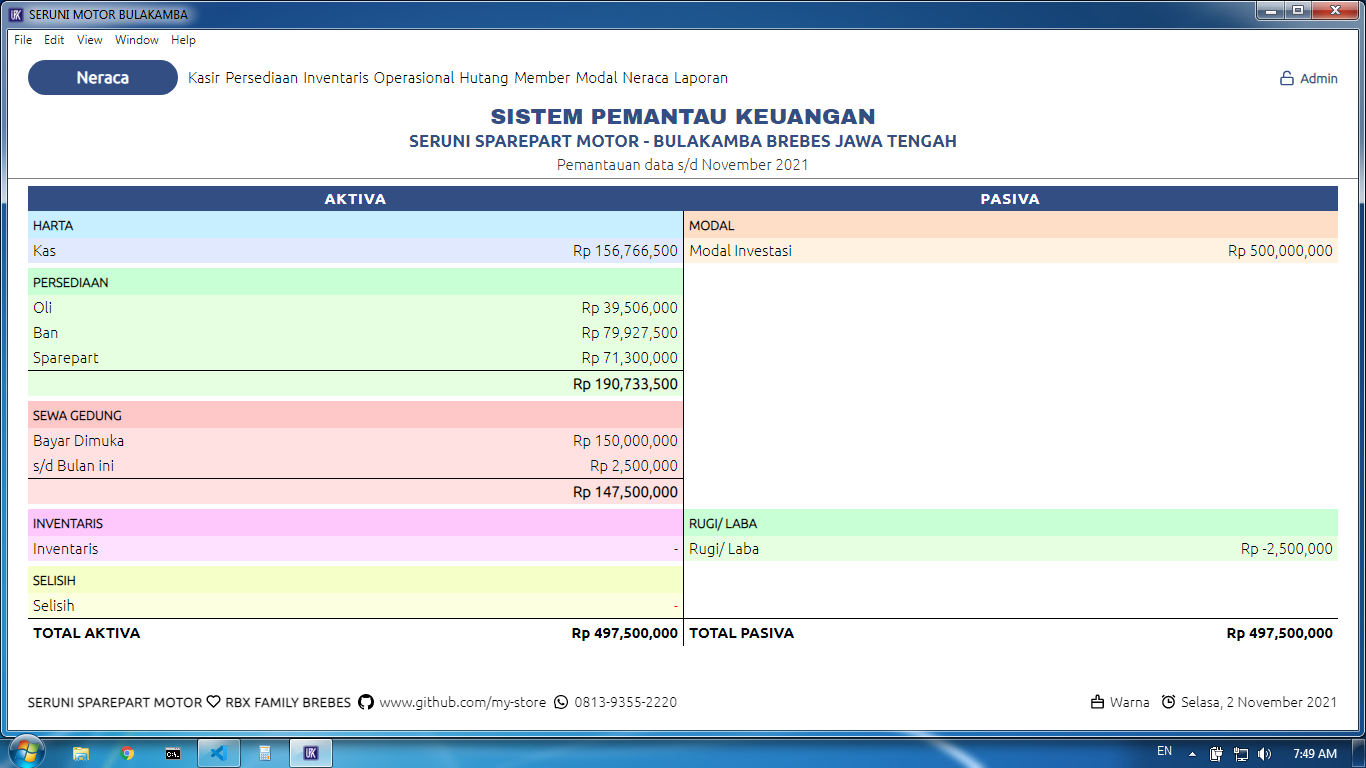 SERUNI MOTOR BULAKAMBA
File Edit View Window Help
Neraca Kasir Persediaan Inventaris Operasional Hutang Member Modal Neraca Laporan Admin
SISTEM PEMANTAU KEUANGAN
SERUNI SPAREPART MOTOR - BULAKAMBA BREBES JAWA TENGAH
Pemantauan data s/d November 2021
AKTIVA PASIVA
HARTA MODAL
Kas Rp 156,766,500 Modal Investasi Rp 500,000,000
PERSEDIAAN
Oli Rp 39,506,000
Ban Rp 79,927,500
Sparepart Rp 71,300,000
Rp 190,733,500
SEWA GEDUNG
Bayar Dimuka Rp 150,000,000
s/d Bulan ini Rp 2,500,000
Rp 147,500,000
INVENTARIS RUGI/ LABA
Inventaris - Rugi/ Laba Rp -2,500,000
SELISIH
Selisih -
TOTAL AKTIVA Rp 497,500,000 TOTAL PASIVA Rp 497,500,000
SERUNI SPAREPART MOTOR RBX FAMILY BREBES www.github.com/my-store 0813-9355-2220 Warna Selasa, 2 November 2021
EN 7:49 AM